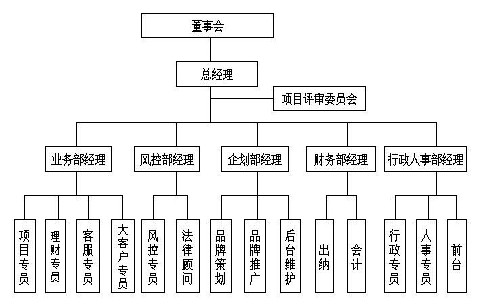 董事会
总经理
项目评审委员会
业务部经理
风控部经理
企划部经理
财务部经理
行政人事部经理
项目专员
理财专员
客服专员
大客户专员
风控专员
法律顾问
品牌策划
品牌推广
后台维护
出纳
会计
行政专员
人事专员
前台